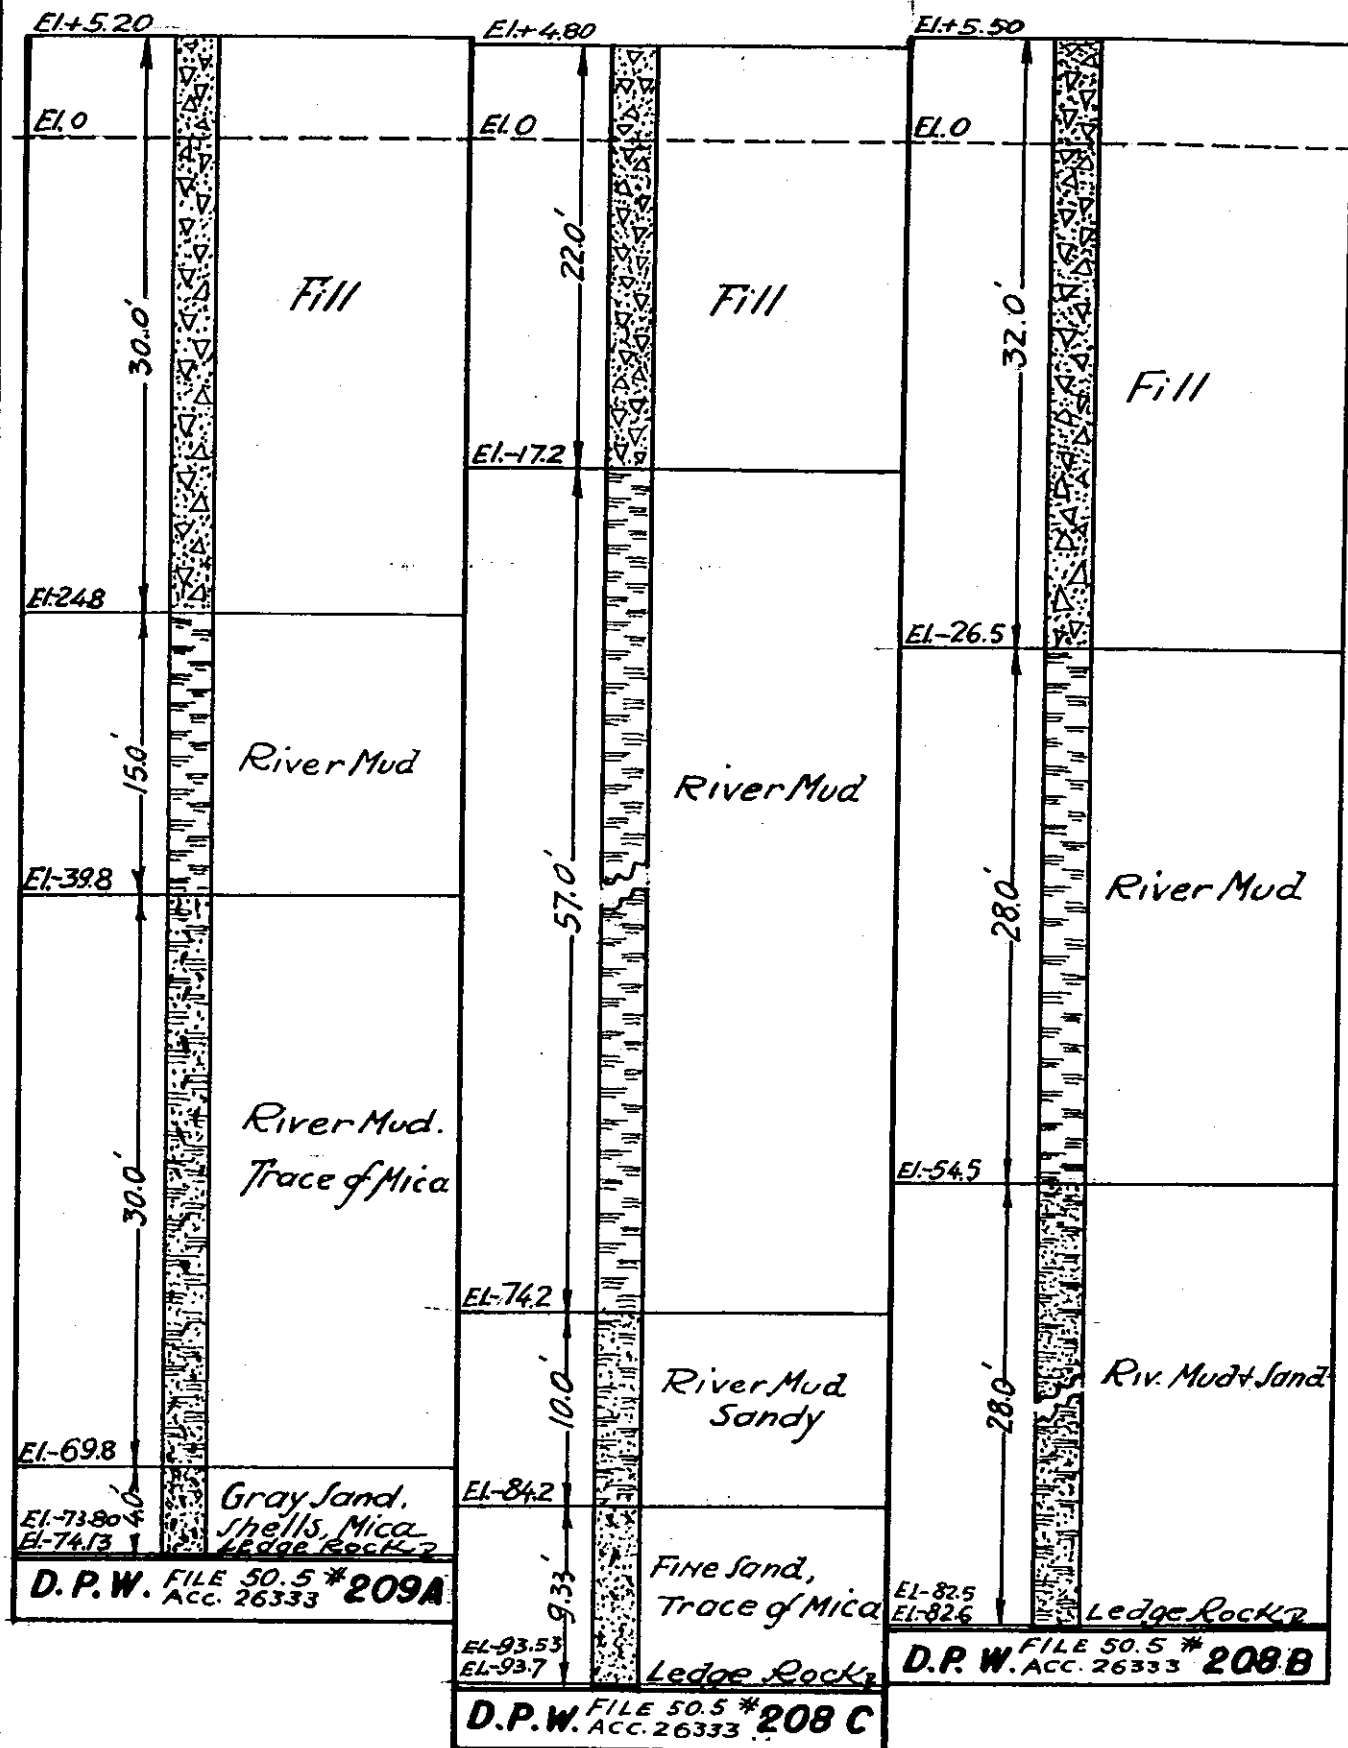 El.+5.20
El. 0
30.0'
Fill
El.-24.8
15.0'
River Mud
El.-39.8
30.0'
River Mud.
Trace of Mica
El.-69.8
4.0'
Gray Sand.
Shells, Mica
El.-73.80
El.-74.13
Ledge Rock
D.P.W. FILE 50.5 # 209A
ACC. 26333
El.+4.80
El. 0
22.0'
Fill
El.-17.2
57.0'
River Mud
El.-74.2
10.0'
River Mud
Sandy
El.-84.2
9.33'
Fine Sand,
Trace of Mica
El.-93.53
El.-93.7
Ledge Rock
D.P.W. FILE 50.5 # 208 C
ACC. 26333
El.+5.50
El. 0
32.0'
Fill
El.-26.5
28.0'
River Mud
El.-54.5
28.0'
Riv. Mud & Sand
El.-82.5
El.-82.6
Ledge Rock
D.P.W. FILE 50.5 # 208 B
ACC. 26333